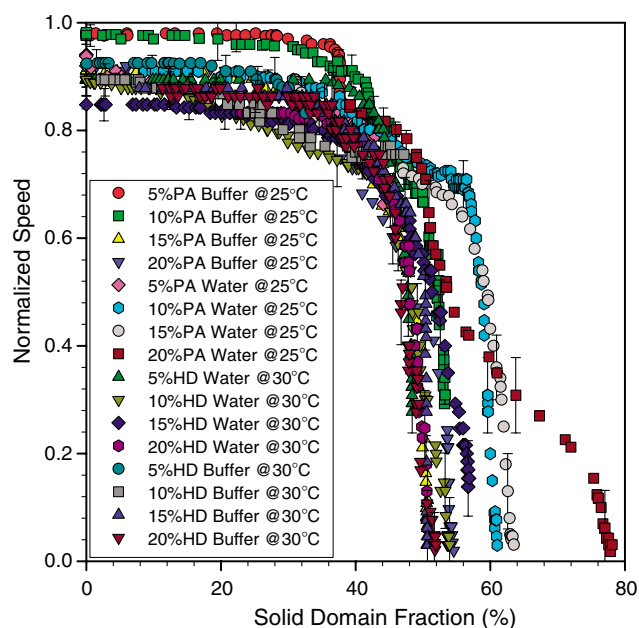 1.0
0.8
0.6
0.4
0.2
0.0
Normalized Speed
5%PA Buffer @25°C
10%PA Buffer @25°C
15%PA Buffer @25°C
20%PA Buffer @25°C
5%PA Water @25°C
10%PA Water @25°C
15%PA Water @25°C
20%PA Water @25°C
5%HD Water @30°C
10%HD Water @30°C
15%HD Water @30°C
20%HD Water @30°C
5%HD Buffer @30°C
10%HD Buffer @30°C
15%HD Buffer @30°C
20%HD Buffer @30°C
0 20 40 60 80
Solid Domain Fraction (%)